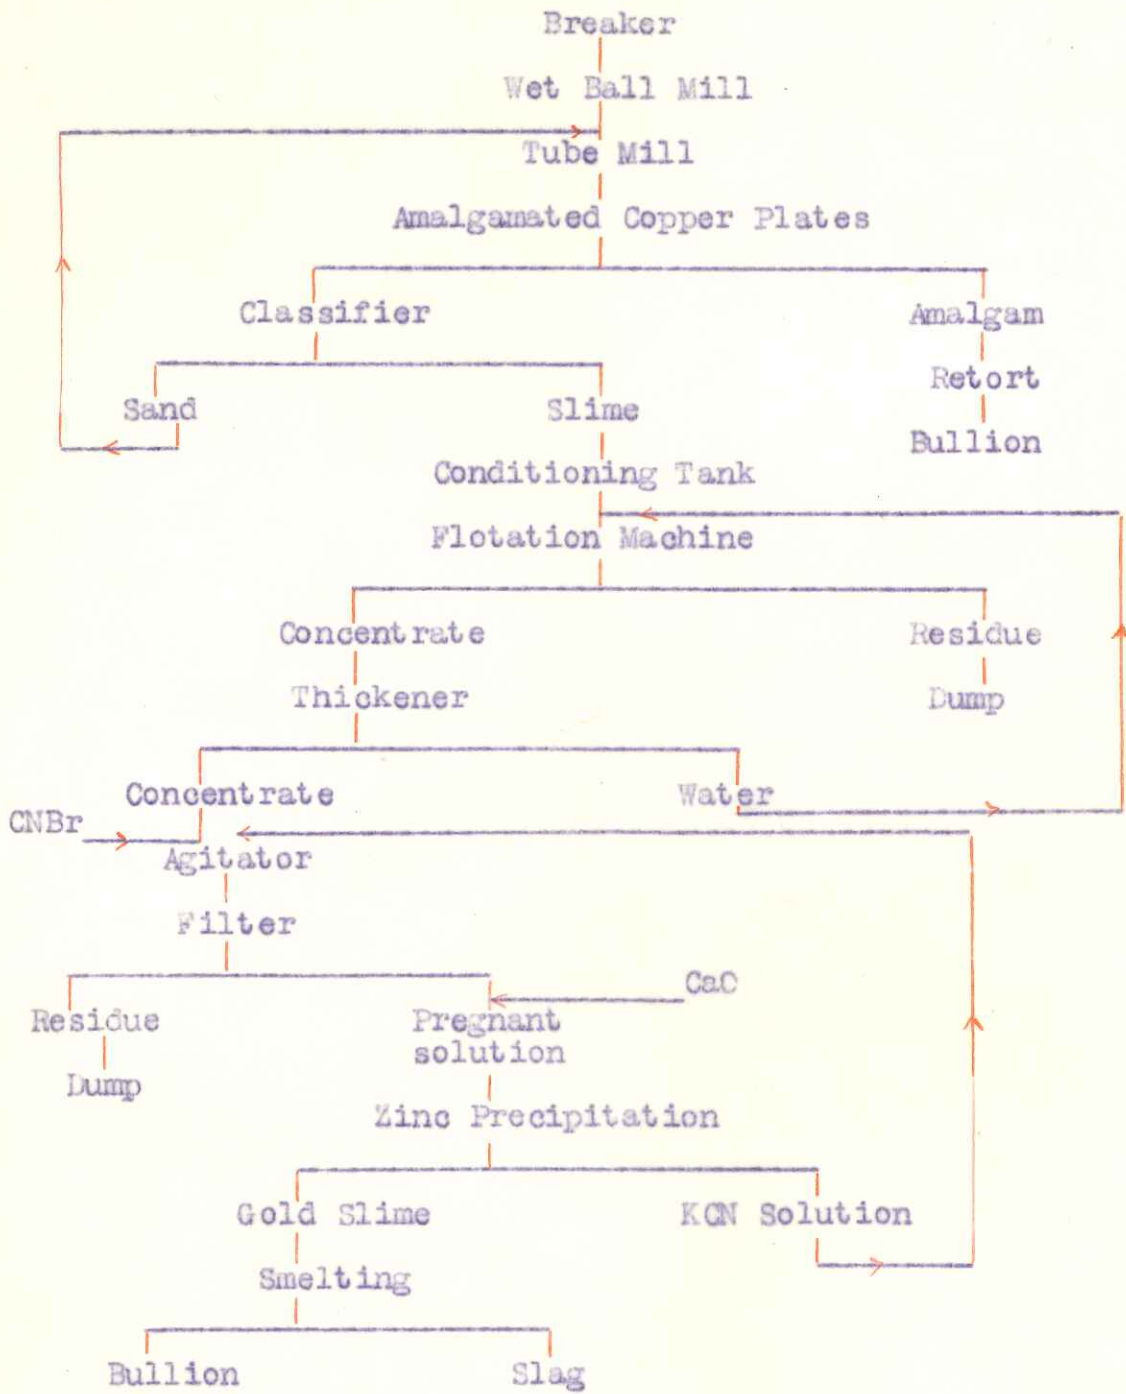 Breaker
Wet Ball Mill
Tube Mill
Amalgamated Copper Plates
Classifier
Amalgam
Retort
Sand
Slime
Bullion
Conditioning Tank
Flotation Machine
Concentrate
Residue
Thickener
Dump
Concentrate
Water
CNBr
Agitator
Filter
CaO
Residue
Pregnant
solution
Dump
Zinc Precipitation
Gold Slime
KCN Solution
Smelting
Bullion
Slag